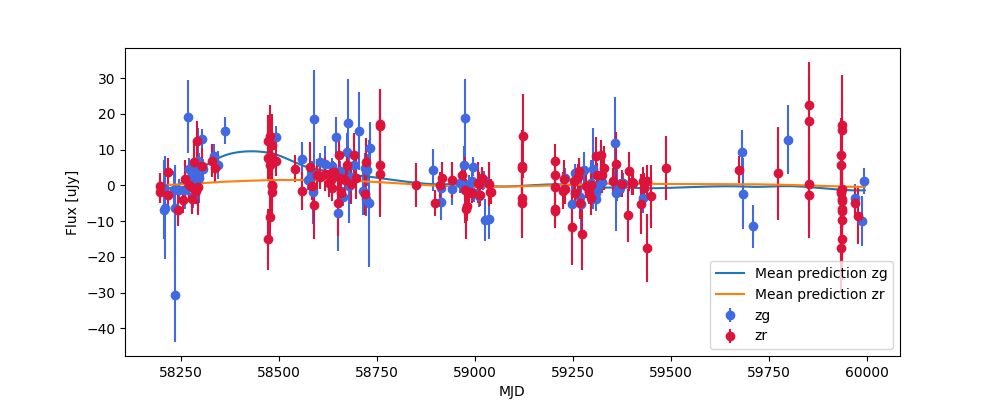 30
20
10
0
−10
−20
−30
−40
Flux [uJy]
58250 58500 58750 59000 59250 59500 59750 60000
MJD
Mean prediction zg
Mean prediction zr
zg
zr